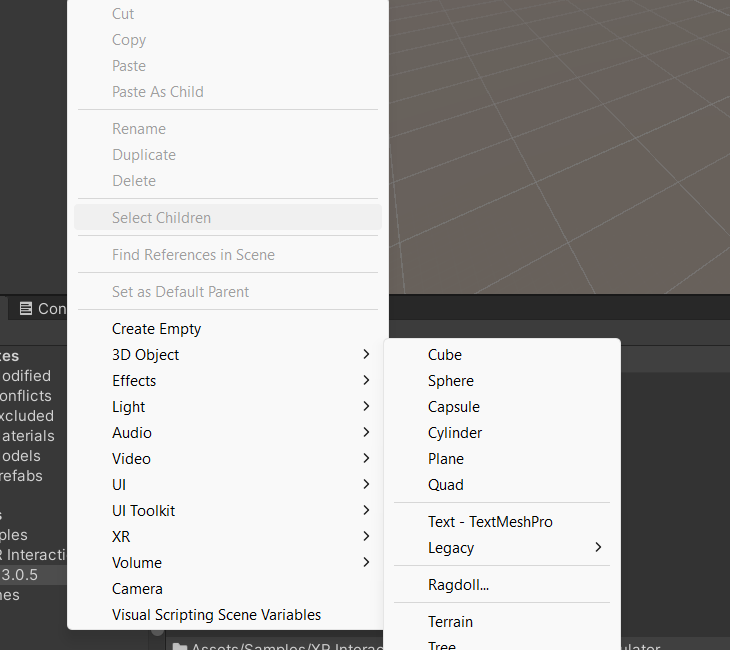 Cut
Copy
Paste
Paste As Child
Rename
Duplicate
Delete
Select Children
Find References in Scene
Set as Default Parent
Create Empty
3D Object
Effects
Light
Audio
Video
UI
UI Toolkit
XR
Volume
Camera
Visual Scripting Scene Variables
Cube
Sphere
Capsule
Cylinder
Plane
Quad
Text - TextMeshPro
Legacy
Ragdoll...
Terrain
Tree
Con
tes
odified
onflicts
xcluded
aterials
odels
refabs
s
ples
R Interacti
3.0.5
nes
Assets/Samples/XR Interac
ulator